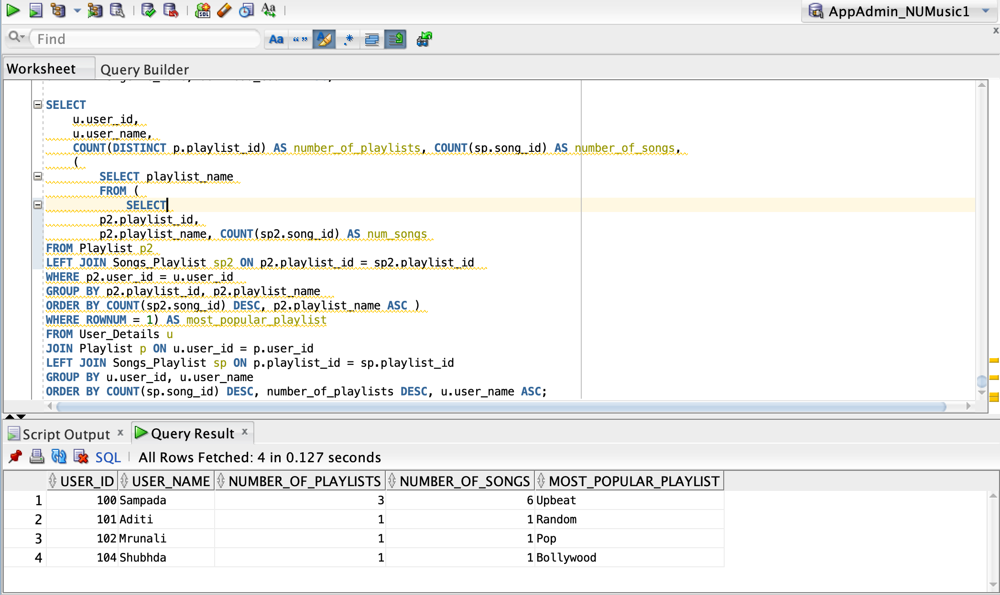 AppAdmin_NUMusic1
Find
Aa “ ” .*
Worksheet Query Builder
SELECT
u.user_id,
u.user_name,
COUNT(DISTINCT p.playlist_id) AS number_of_playlists, COUNT(sp.song_id) AS number_of_songs,
(
SELECT playlist_name
FROM (
SELECT
p2.playlist_id,
p2.playlist_name, COUNT(sp2.song_id) AS num_songs
FROM Playlist p2
LEFT JOIN Songs_Playlist sp2 ON p2.playlist_id = sp2.playlist_id
WHERE p2.user_id = u.user_id
GROUP BY p2.playlist_id, p2.playlist_name
ORDER BY COUNT(sp2.song_id) DESC, p2.playlist_name ASC )
WHERE ROWNUM = 1) AS most_popular_playlist
FROM User_Details u
JOIN Playlist p ON u.user_id = p.user_id
LEFT JOIN Songs_Playlist sp ON p.playlist_id = sp.playlist_id
GROUP BY u.user_id, u.user_name
ORDER BY COUNT(sp.song_id) DESC, number_of_playlists DESC, u.user_name ASC;
Script Output x Query Result x
SQL All Rows Fetched: 4 in 0.127 seconds
USER_ID USER_NAME NUMBER_OF_PLAYLISTS NUMBER_OF_SONGS MOST_POPULAR_PLAYLIST
1 100 Sampada 3 6 Upbeat
2 101 Aditi 1 1 Random
3 102 Mrunali 1 1 Pop
4 104 Shubhda 1 1 Bollywood